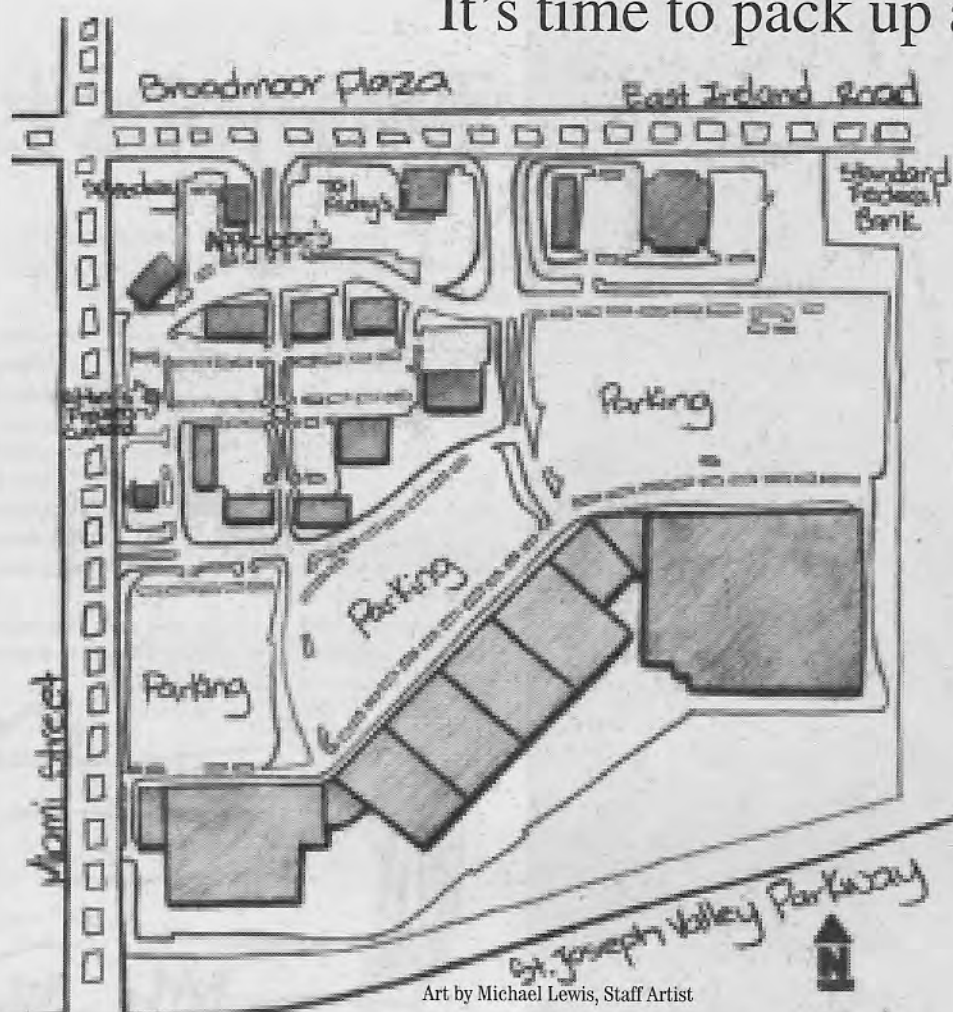 It's time to pack up a
Broadmoor Plaza
East Ireland Road
Standard
Federal
Bank
TGI
Friday's
Applebee's
Parking
Parking
Parking
Miami Street
St. Joseph Valley Parkway
N
Art by Michael Lewis, Staff Artist